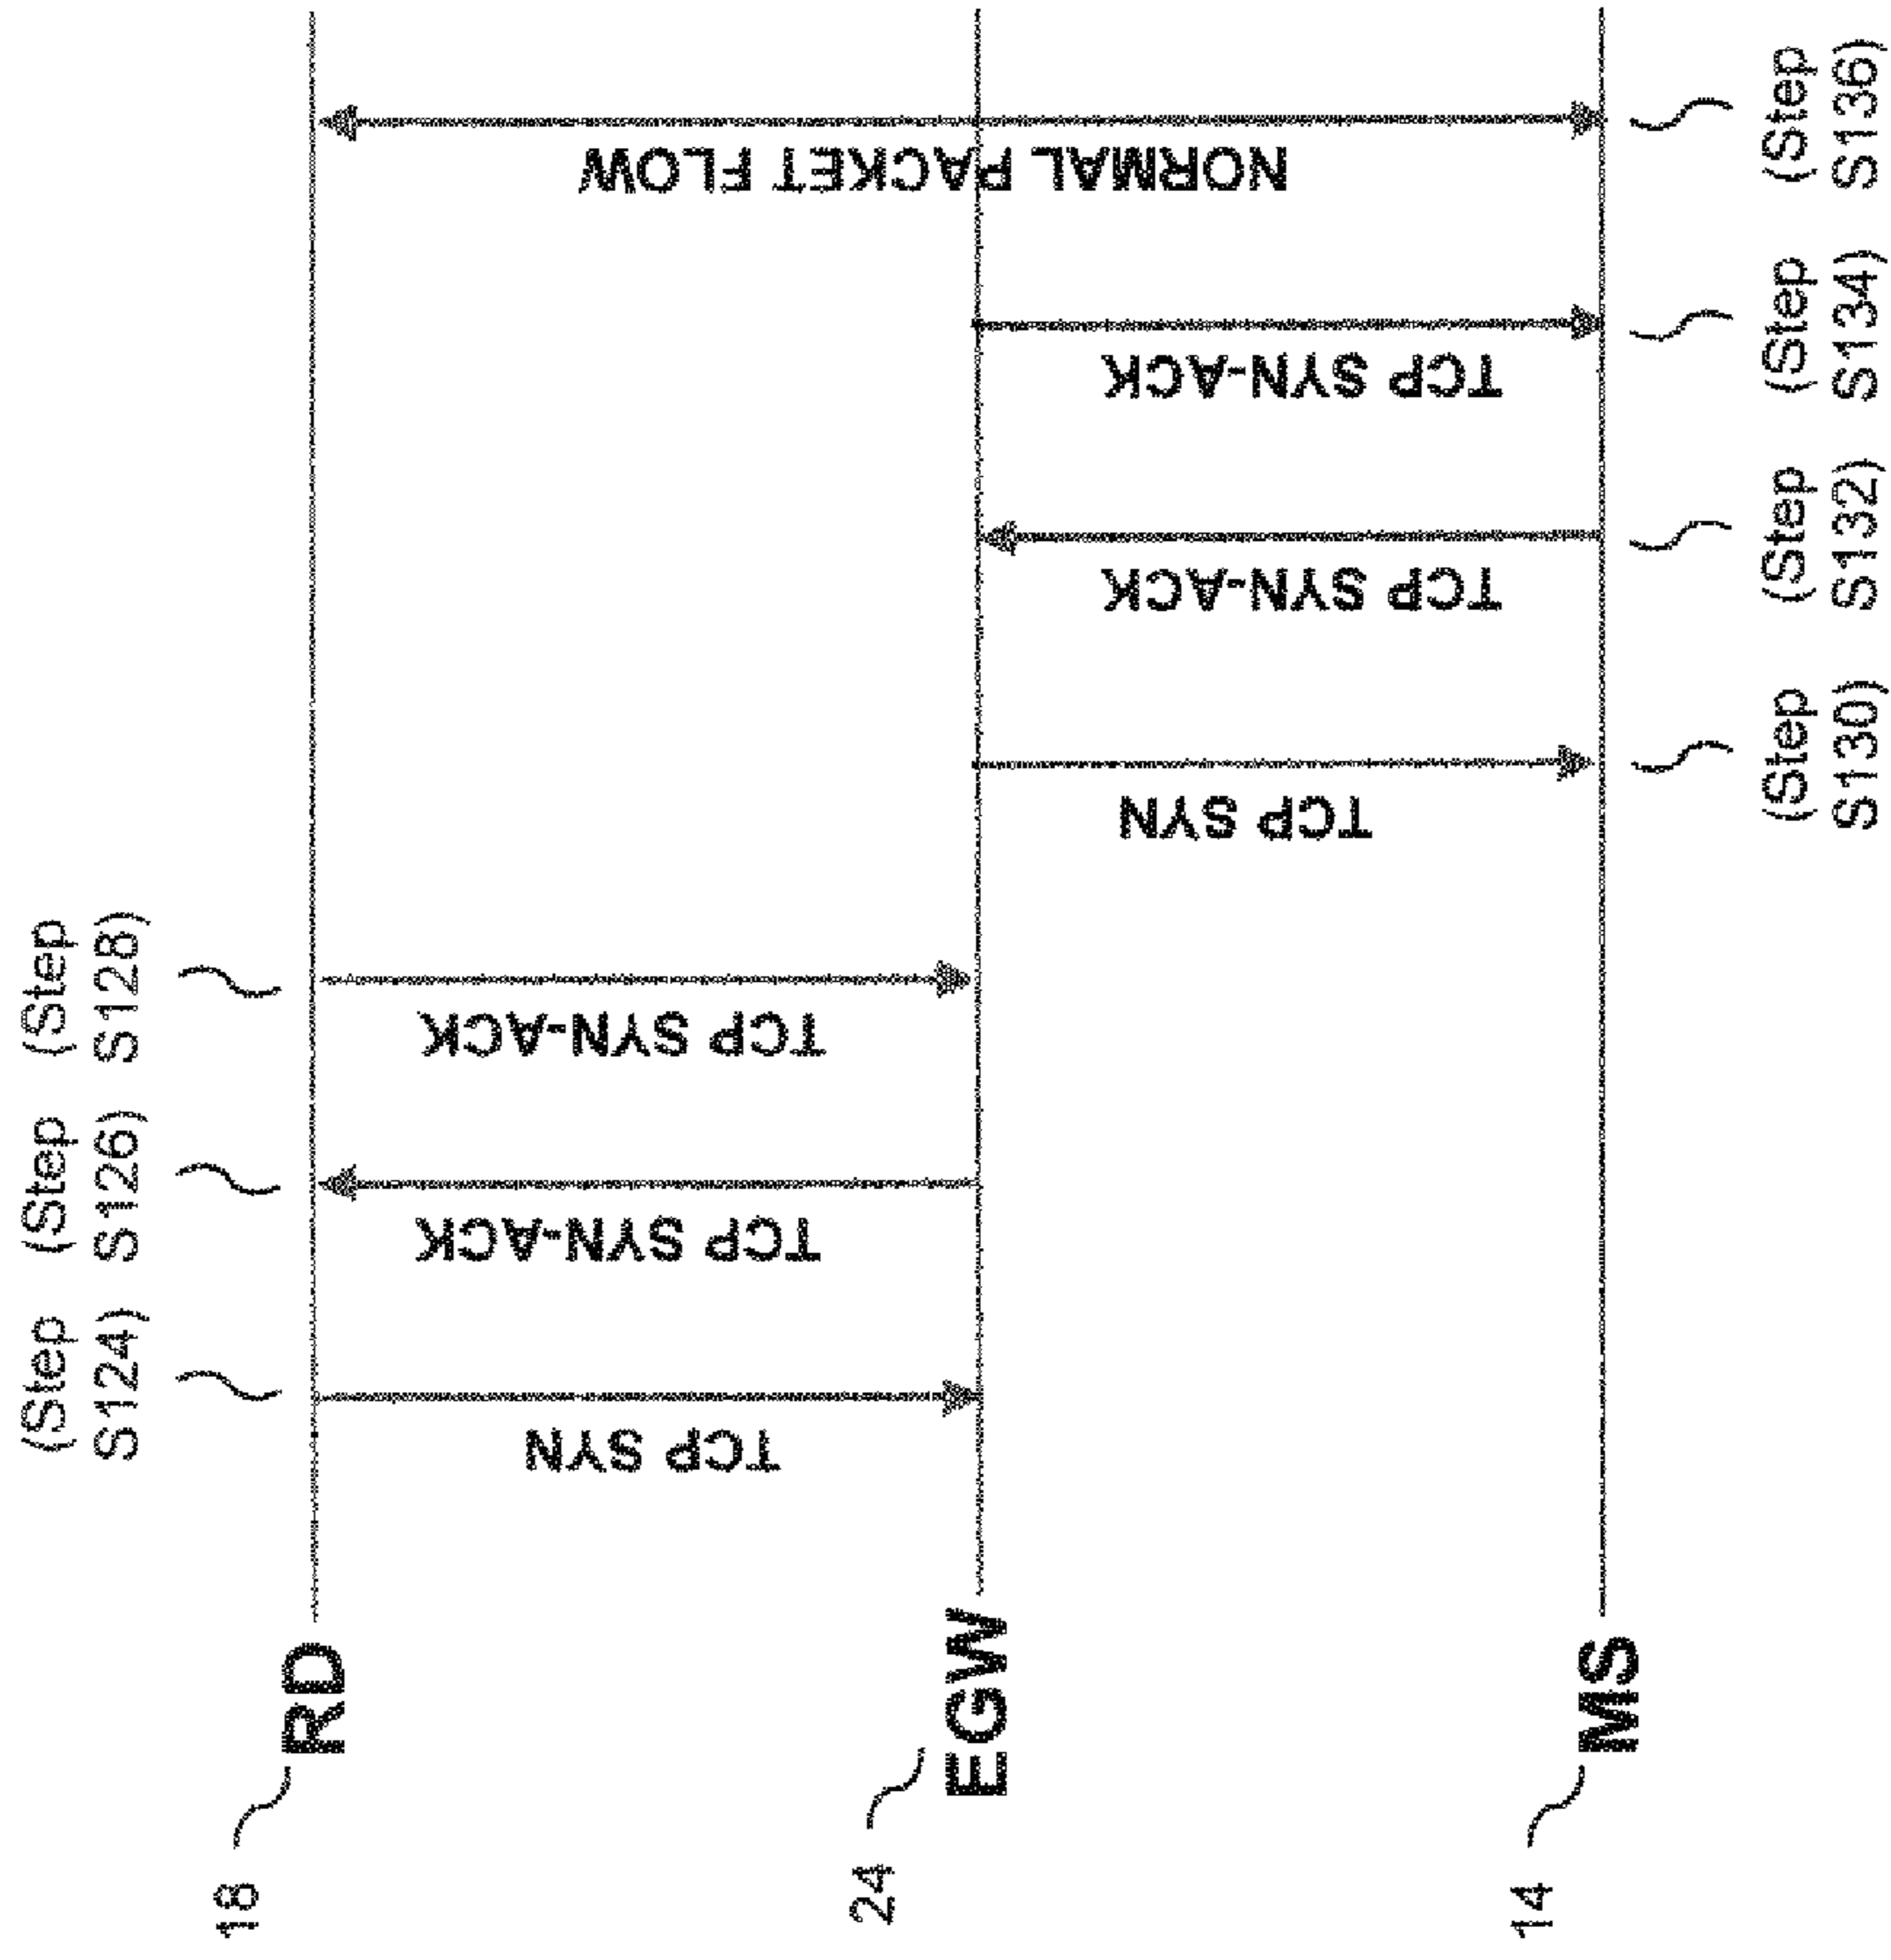 18
RD
24
EGW
14
MS
(Step
S124)
TCP SYN
(Step
S126)
TCP SYN-ACK
(Step
S128)
TCP SYN-ACK
TCP SYN
(Step
S130)
TCP SYN-ACK
(Step
S132)
TCP SYN-ACK
(Step
S134)
NORMAL PACKET FLOW
(Step
S136)